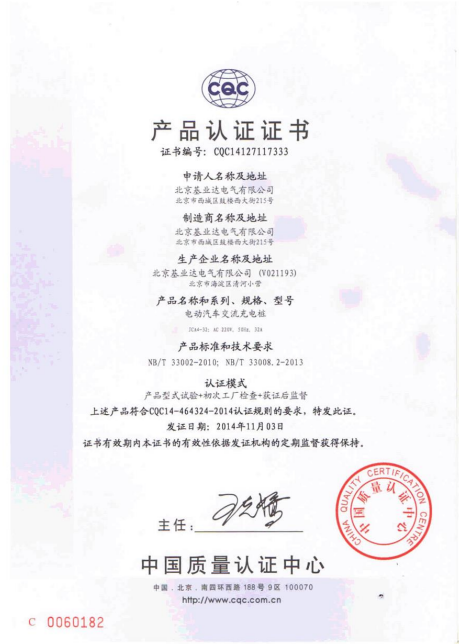 CQC
产品认证证书
证书编号：CQC14127117333
申请人名称及地址
北京基业达电气有限公司
北京市西城区鼓楼西大街215号
制造商名称及地址
北京基业达电气有限公司
北京市西城区鼓楼西大街215号
生产企业名称及地址
北京基业达电气有限公司 (V021193)
北京市海淀区清河小营
产品名称和系列、规格、型号
电动汽车交流充电桩
AC 220V, 50Hz, 32A
产品标准和技术要求
NB/T 33002-2010; NB/T 33008.2-2013
认证模式
产品型式试验+初次工厂检查+获证后监督
上述产品符合CQC14-464324-2014认证规则的要求，特发此证。
发证日期：2014年11月03日
证书有效期内本证书的有效性依据发证机构的定期监督获得保持。
主任：
CHINA QUALITY CERTIFICATION CENTRE
中国质量认证中心
中国质量认证中心
中国．北京．南四环西路 188号 9区 100070
http://www.cqc.com.cn
C 0060182